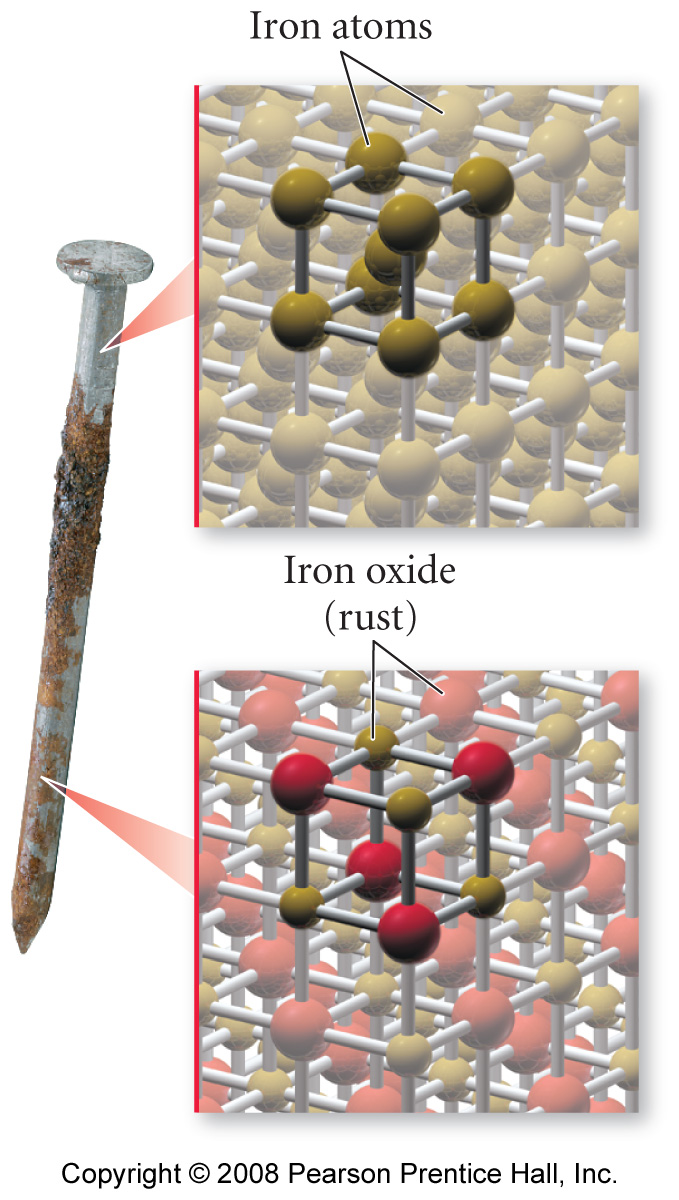 Iron atoms
Iron oxide
(rust)
Copyright © 2008 Pearson Prentice Hall, Inc.